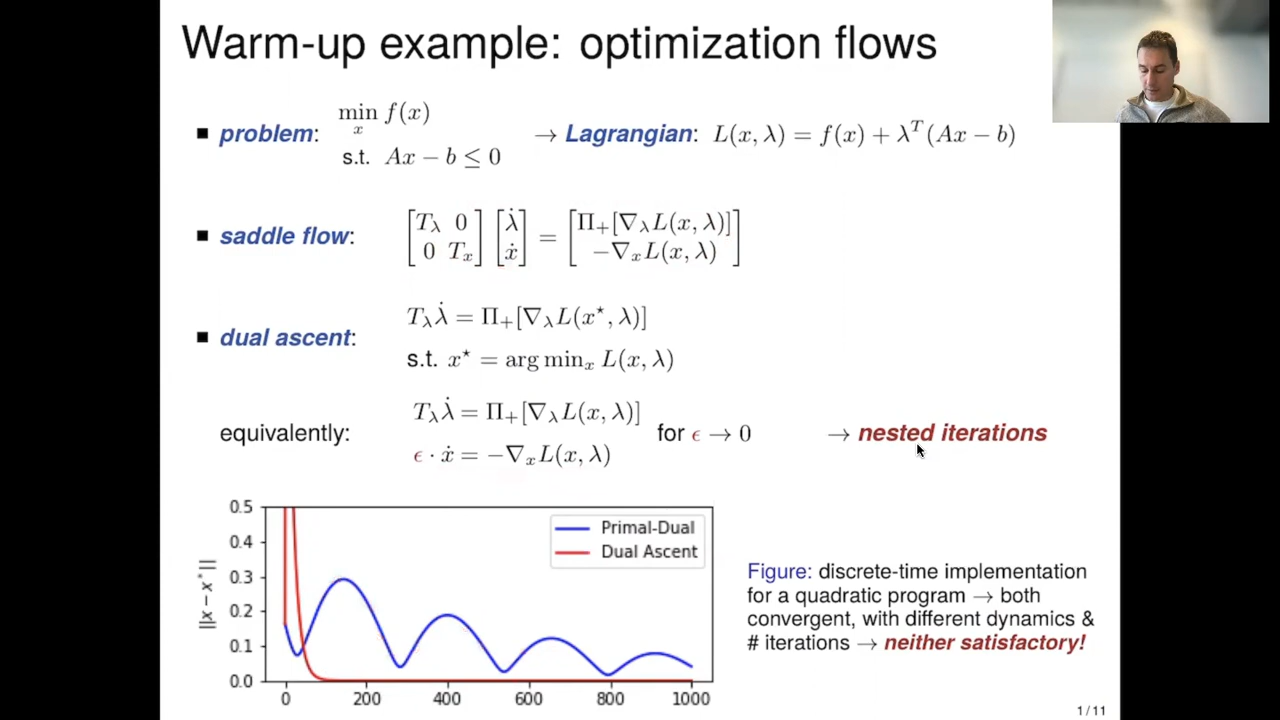 Warm-up example: optimization flows
■ problem: min_x f(x)
s.t. Ax − b ≤ 0
→ Lagrangian: L(x, λ) = f(x) + λ^T(Ax − b)
■ saddle flow: [T_λ 0; 0 T_x] [λ̇; ẋ] = [Π_+[∇_λ L(x, λ)]; −∇_x L(x, λ)]
■ dual ascent: T_λ λ̇ = Π_+[∇_λ L(x^⋆, λ)]
s.t. x^⋆ = arg min_x L(x, λ)
equivalently: T_λ λ̇ = Π_+[∇_λ L(x, λ)]
ϵ · ẋ = −∇_x L(x, λ)
for ϵ → 0 → nested iterations
0.5
0.4
0.3
0.2
0.1
0.0
||x − x^*||
0 200 400 600 800 1000
Primal-Dual
Dual Ascent
Figure: discrete-time implementation
for a quadratic program → both
convergent, with different dynamics &
# iterations → neither satisfactory!
1 / 11